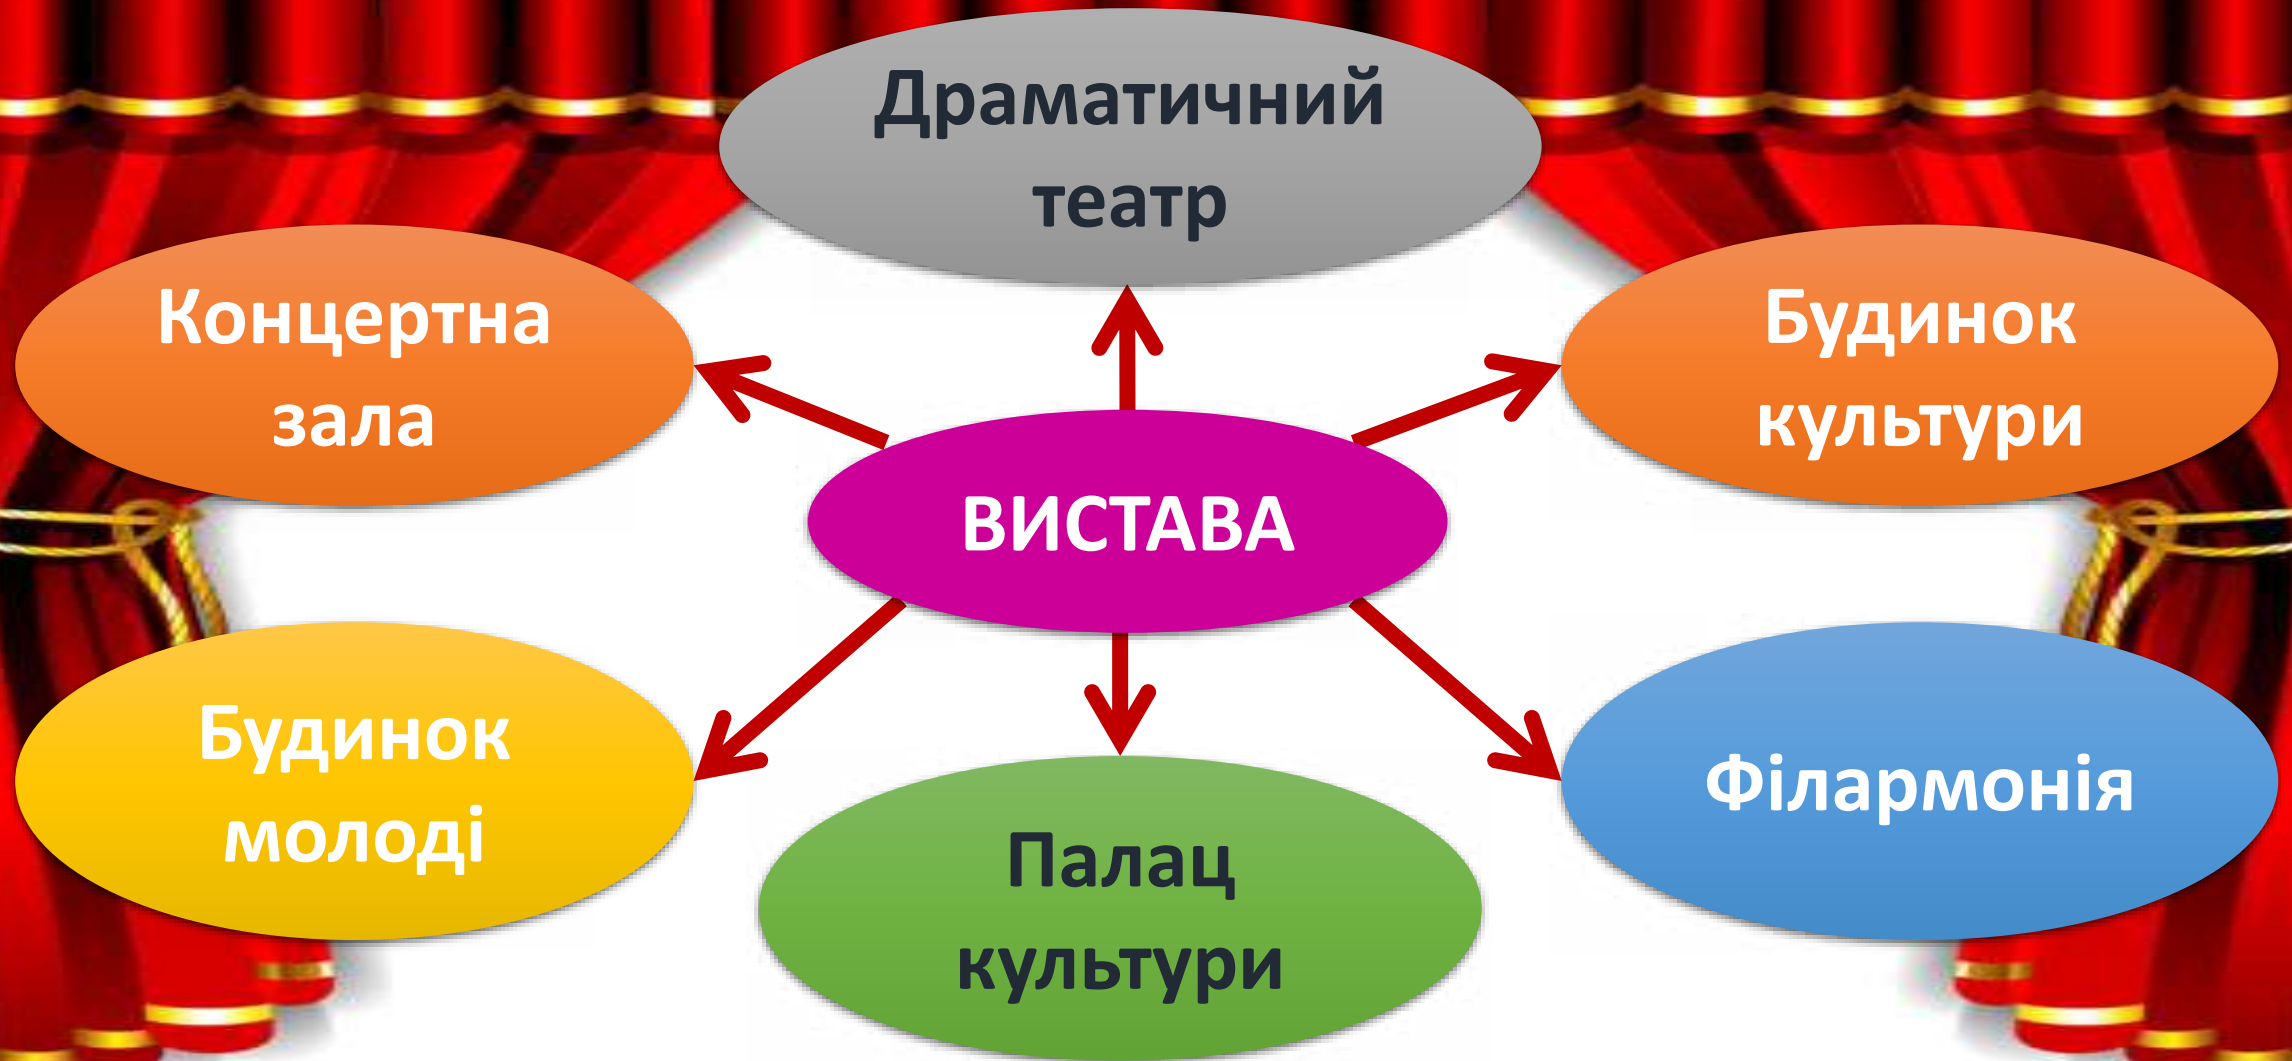 Драматичний
театр
Концертна
зала
Будинок
культури
ВИСТАВА
Будинок
молоді
Філармонія
Палац
культури